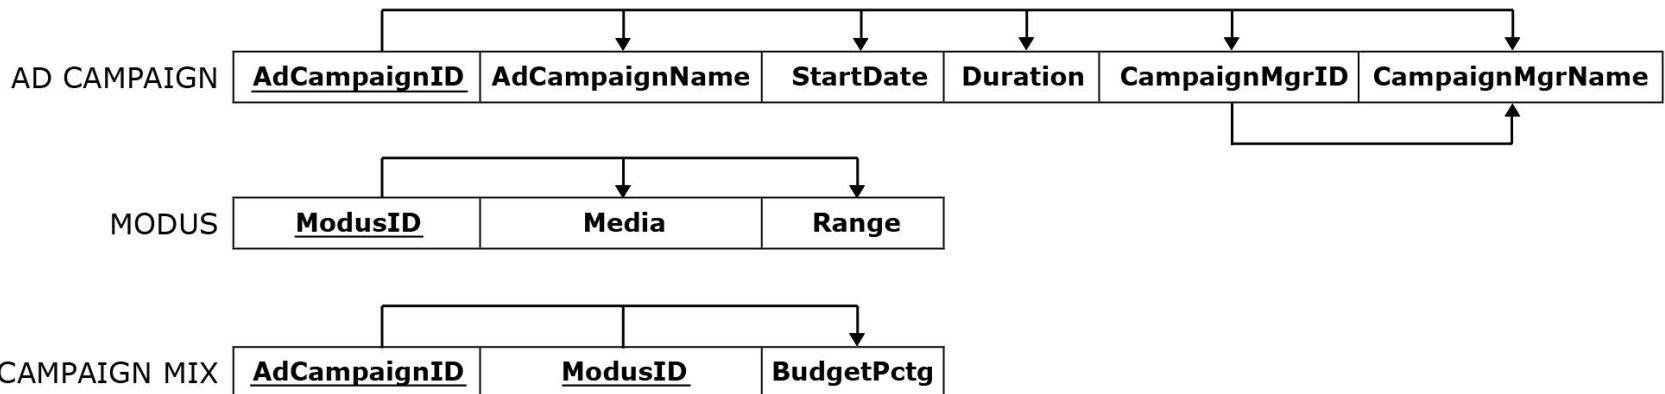 AD CAMPAIGN AdCampaignID AdCampaignName StartDate Duration CampaignMgrID CampaignMgrName
MODUS ModusID Media Range
CAMPAIGN MIX AdCampaignID ModusID BudgetPctg